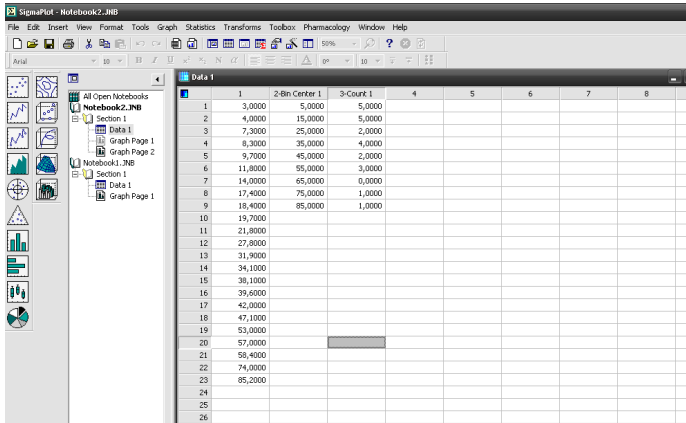 SigmaPlot - Notebook2.JNB
File Edit Insert View Format Tools Graph Statistics Transforms Toolbox Pharmacology Window Help
50%
Arial 10 B I U x² x₁ N α 0° 10
Data 1
All Open Notebooks
Notebook2.JNB
Section 1
Data 1
Graph Page 1
Graph Page 2
Notebook1.JNB
Section 1
Data 1
Graph Page 1
1 2-Bin Center 1 3-Count 1 4 5 6 7 8
1 3,0000 5,0000 5,0000
2 4,0000 15,0000 5,0000
3 7,3000 25,0000 2,0000
4 8,3000 35,0000 4,0000
5 9,7000 45,0000 2,0000
6 11,8000 55,0000 3,0000
7 14,0000 65,0000 0,0000
8 17,4000 75,0000 1,0000
9 18,4000 85,0000 1,0000
10 19,7000
11 21,8000
12 27,8000
13 31,9000
14 34,1000
15 38,1000
16 39,6000
17 42,0000
18 47,1000
19 53,0000
20 57,0000
21 58,4000
22 74,0000
23 85,2000
24
25
26